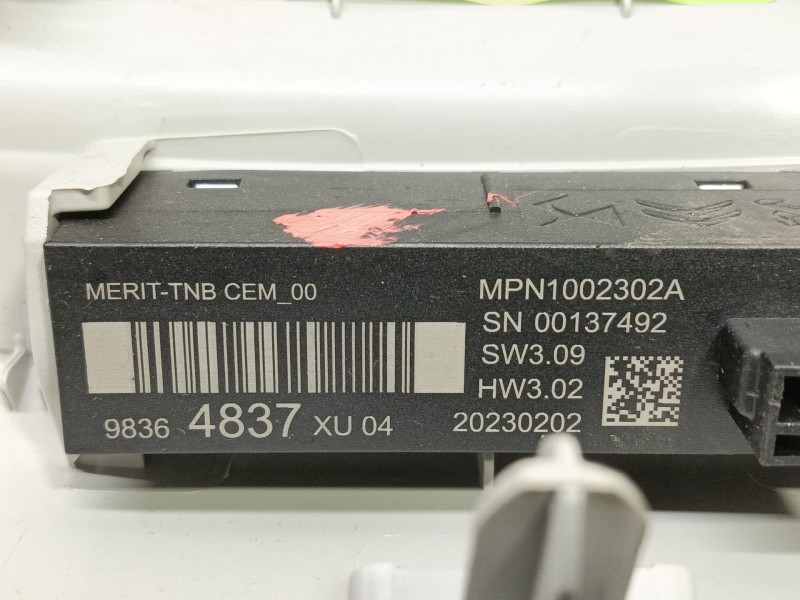 MERIT-TNB CEM_00
9836 4837 XU 04
MPN1002302A
SN 00137492
SW3.09
HW3.02
20230202